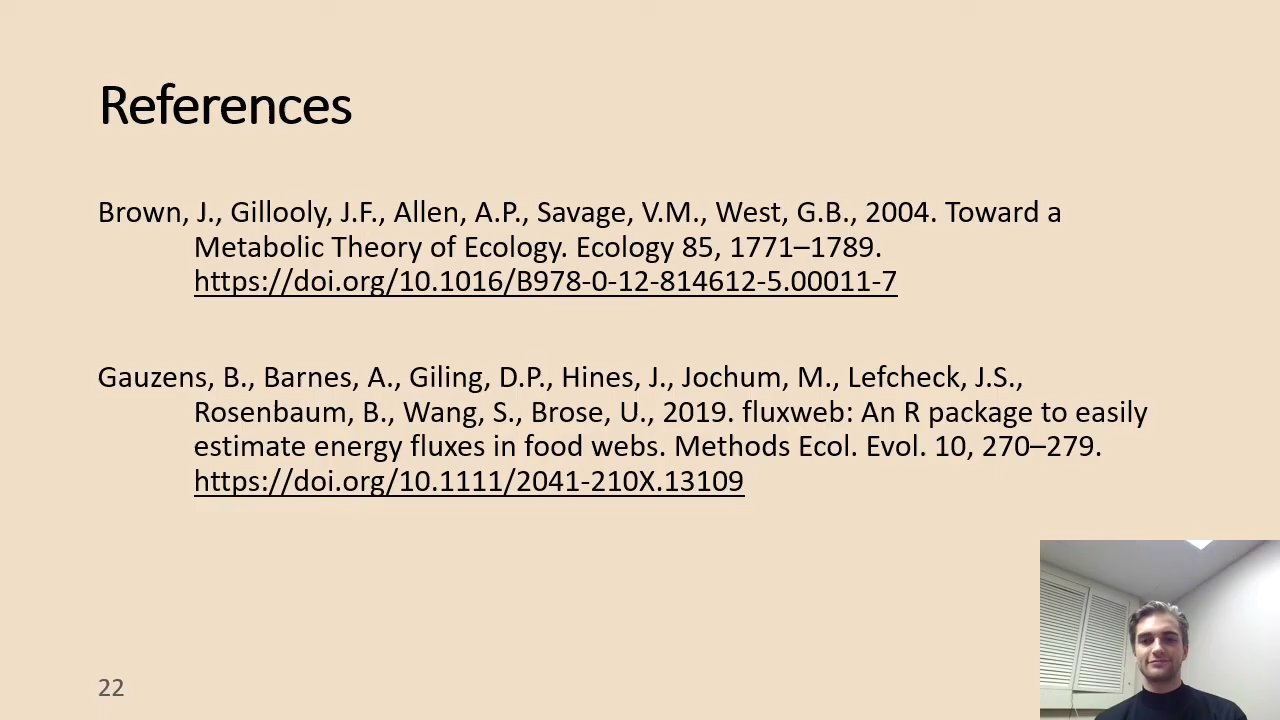 References
Brown, J., Gillooly, J.F., Allen, A.P., Savage, V.M., West, G.B., 2004. Toward a
Metabolic Theory of Ecology. Ecology 85, 1771–1789.
https://doi.org/10.1016/B978-0-12-814612-5.00011-7
Gauzens, B., Barnes, A., Giling, D.P., Hines, J., Jochum, M., Lefcheck, J.S.,
Rosenbaum, B., Wang, S., Brose, U., 2019. fluxweb: An R package to easily
estimate energy fluxes in food webs. Methods Ecol. Evol. 10, 270–279.
https://doi.org/10.1111/2041-210X.13109
22